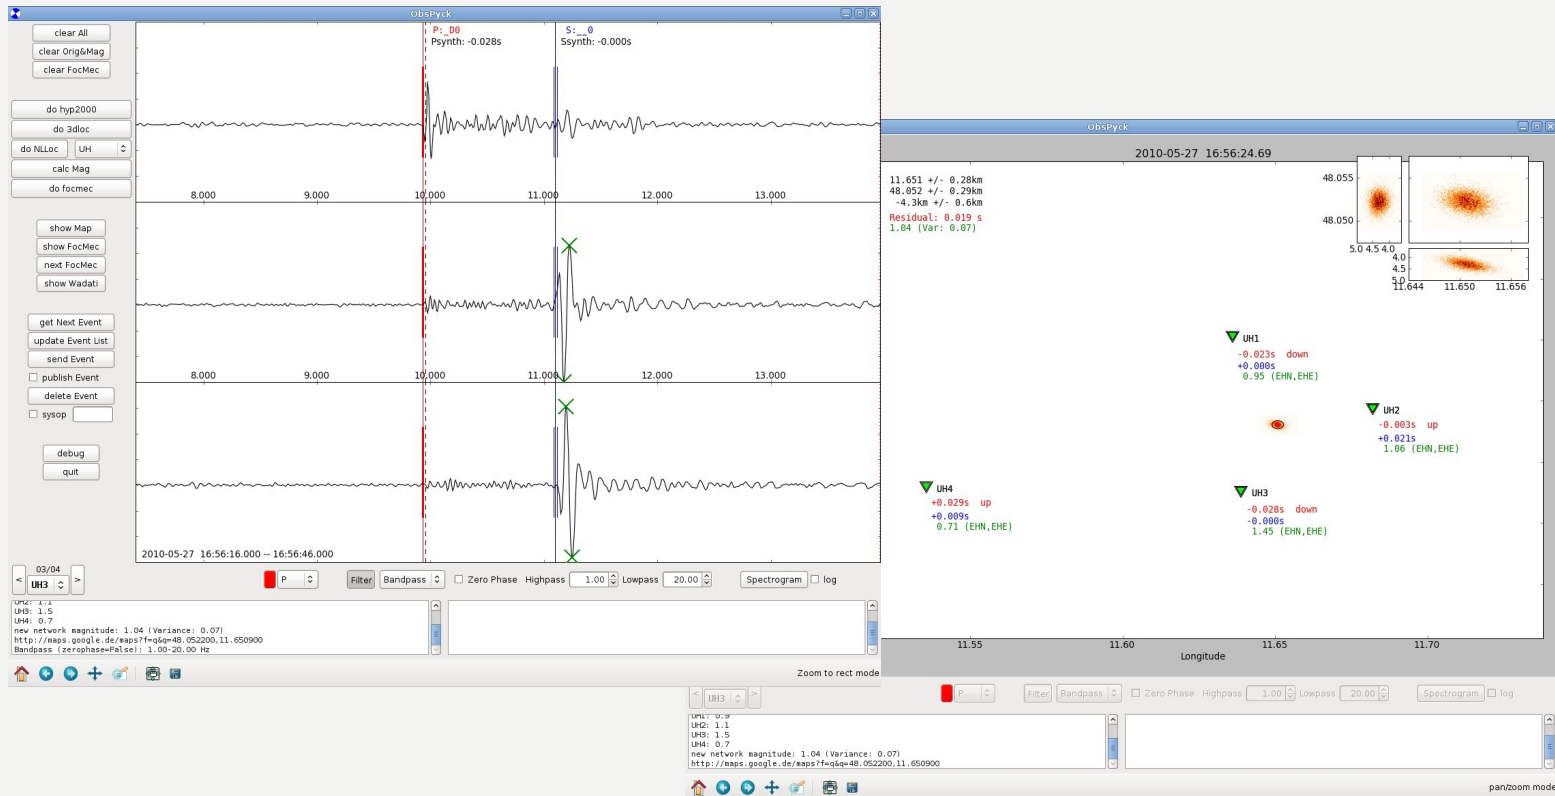 ObsPyck
clear All
clear Orig&Mag
clear FocMec
do hyp2000
do 3dloc
do NLLoc UH
calc Mag
do focmec
show Map
show FocMec
next FocMec
show Wadati
get Next Event
update Event List
send Event
publish Event
delete Event
sysop
debug
quit
P:_D0 S:__0
Psynth: -0.028s Ssynth: -0.000s
8.000 9.000 10.000 11.000 12.000 13.000
8.000 9.000 10.000 11.000 12.000 13.000
2010-05-27 16:56:16.000 -- 16:56:46.000
03/04
< UH3 >
P Filter Bandpass Zero Phase Highpass 1.00 Lowpass 20.00 Spectrogram log
UH2: 1.1
UH3: 1.5
UH4: 0.7
new network magnitude: 1.04 (Variance: 0.07)
http://maps.google.de/maps?f=q&q=48.052200,11.650900
Bandpass (zerophase=False): 1.00-20.00 Hz
Zoom to rect mode
ObsPyck
2010-05-27 16:56:24.69
11.651 +/- 0.28km
48.052 +/- 0.29km
-4.3km +/- 0.6km
Residual: 0.019 s
1.04 (Var: 0.07)
48.055
48.050
5.0 4.5 4.0
4.0
4.5
5.0
11.644 11.650 11.656
UH1
-0.023s down
+0.000s
0.95 (EHN,EHE)
UH2
-0.003s up
+0.021s
1.06 (EHN,EHE)
UH4
+0.029s up
+0.009s
0.71 (EHN,EHE)
UH3
-0.028s down
-0.000s
1.45 (EHN,EHE)
11.55 11.60 11.65 11.70
Longitude
< UH3 >
P Filter Bandpass Zero Phase Highpass 1.00 Lowpass 20.00 Spectrogram log
UH1: 0.9
UH2: 1.1
UH3: 1.5
UH4: 0.7
new network magnitude: 1.04 (Variance: 0.07)
http://maps.google.de/maps?f=q&q=48.052200,11.650900
pan/zoom mode